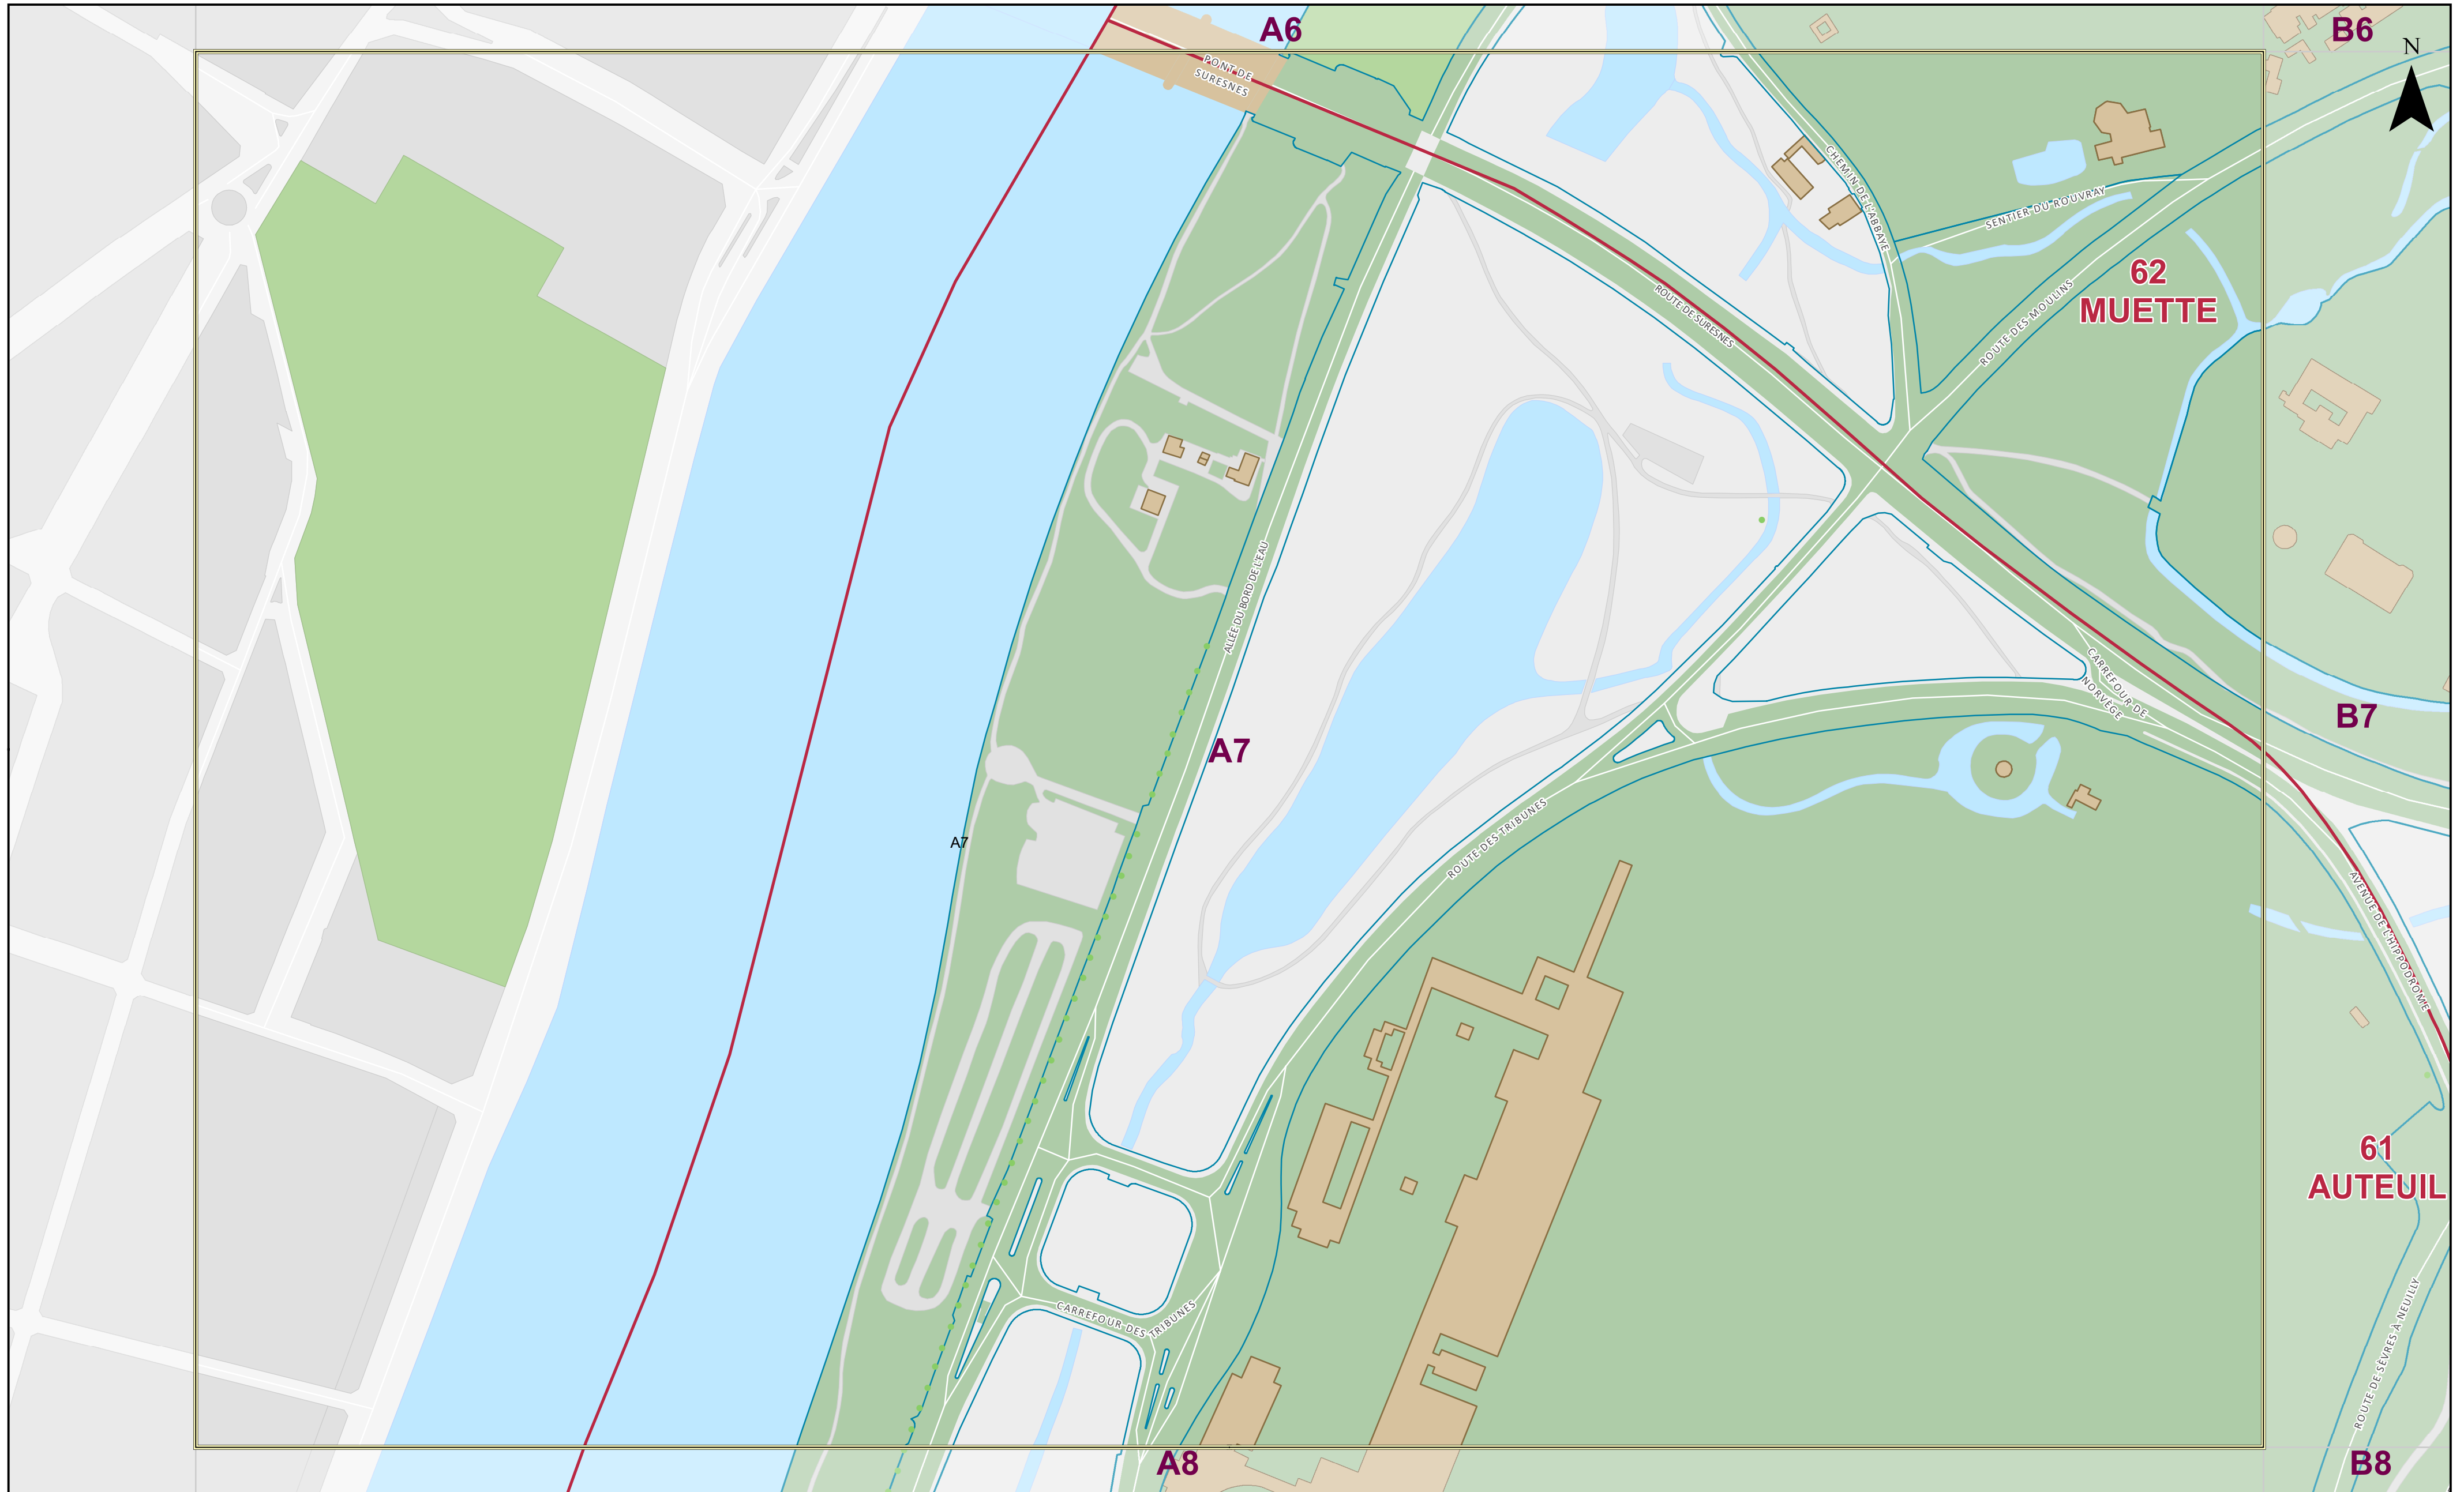 A6
B6
N
PONT DE
SURESNES
CHEMIN DE L'ABBAYE
SENTIER DU ROUVRAY
62
MUETTE
ROUTE DE SURESNES
ROUTE DES MOULINS
ALLÉE DU BORD DE L'EAU
CARREFOUR DE
NORVÈGE
B7
A7
A7
ROUTE DES TRIBUNES
AVENUE DE L'HIPPODROME
61
AUTEUIL
CARREFOUR DES TRIBUNES
ROUTE DE SÈVRES À NEUILLY
A8
B8